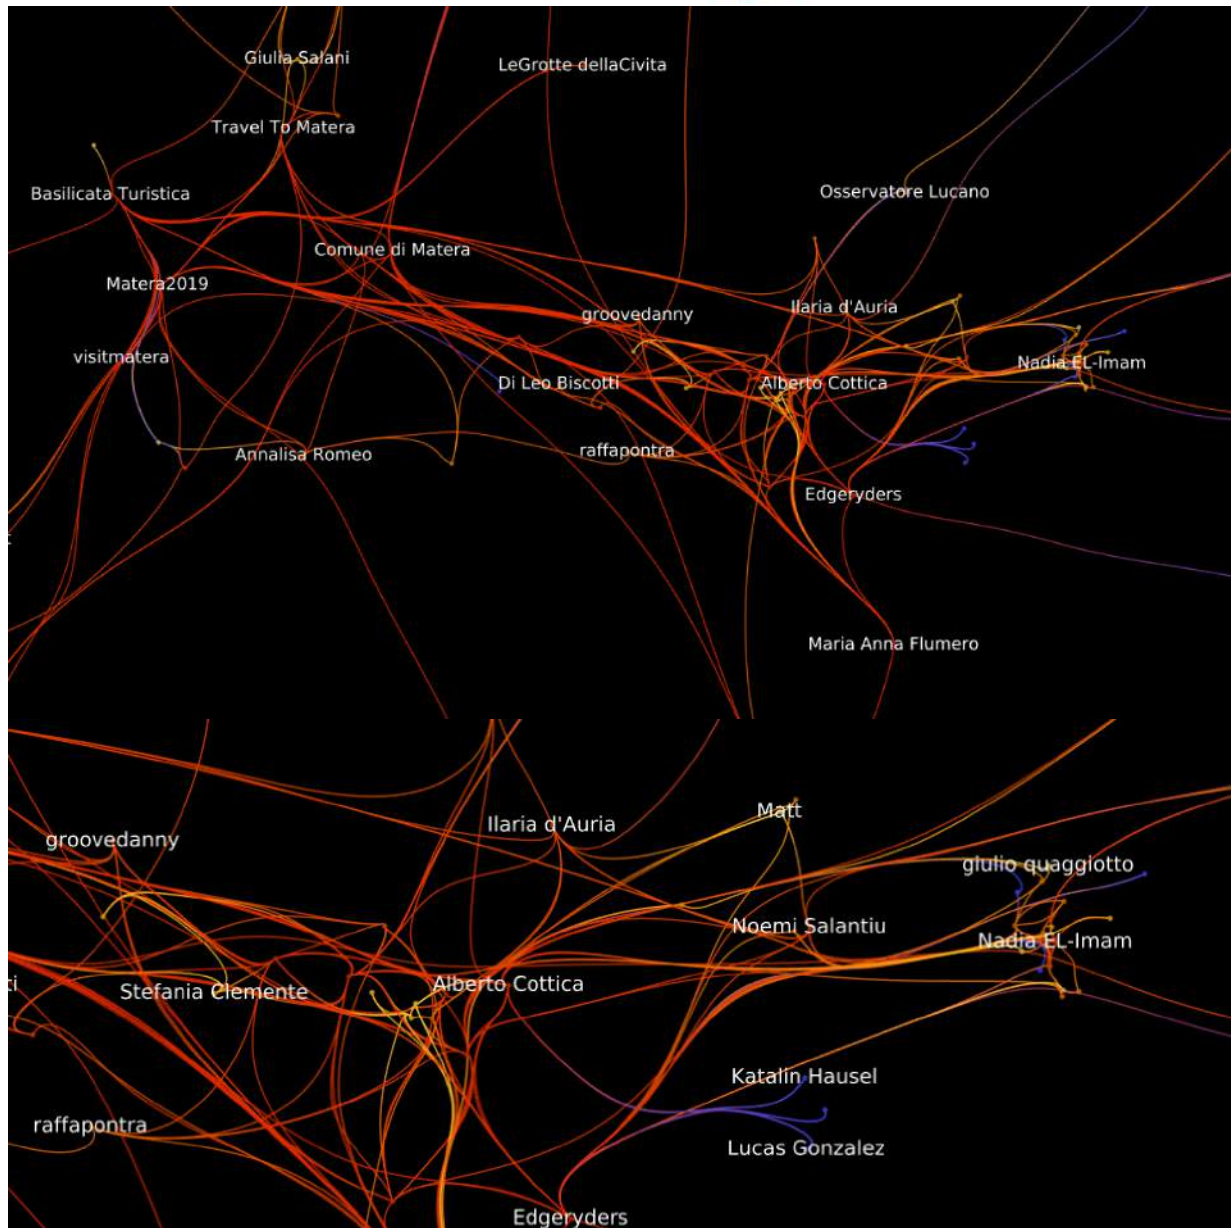 Giulia Salani
LeGrotte dellaCivita
Travel To Matera
Basilicata Turistica
Osservatore Lucano
Comune di Matera
Matera2019
Ilaria d'Auria
groovedanny
visitmatera
Nadia EL-Imam
Di Leo Biscotti
Alberto Cottica
Annalisa Romeo
raffapontra
Edgeryders
Maria Anna Flumero
Matt
Ilaria d'Auria
groovedanny
giulio quaggiotto
Noemi Salantiu
Nadia EL-Imam
ti
Stefania Clemente
Alberto Cottica
Katalin Hausel
raffapontra
Lucas Gonzalez
Edgeryders